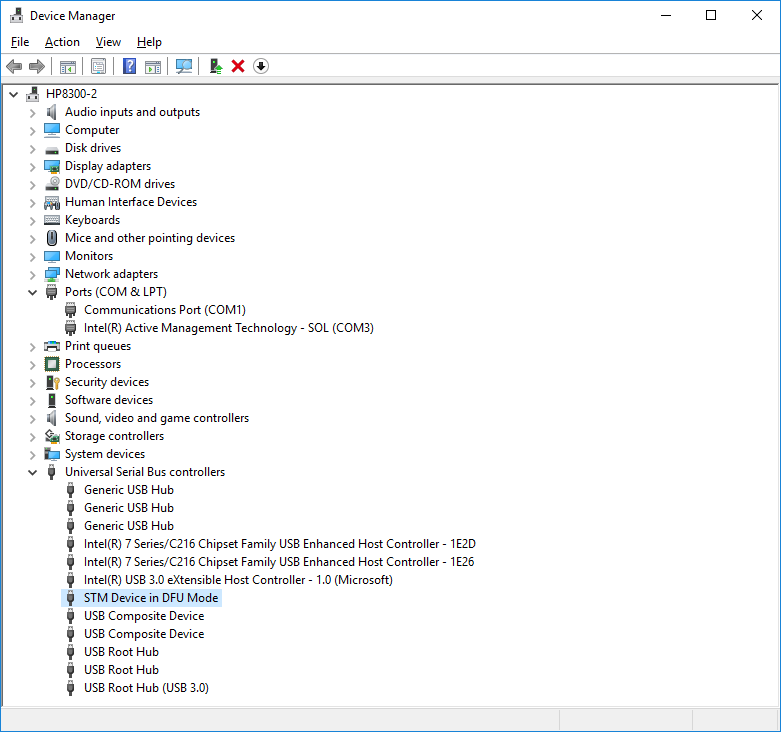 Device Manager
File Action View Help
HP8300-2
Audio inputs and outputs
Computer
Disk drives
Display adapters
DVD/CD-ROM drives
Human Interface Devices
Keyboards
Mice and other pointing devices
Monitors
Network adapters
Ports (COM & LPT)
Communications Port (COM1)
Intel(R) Active Management Technology - SOL (COM3)
Print queues
Processors
Security devices
Software devices
Sound, video and game controllers
Storage controllers
System devices
Universal Serial Bus controllers
Generic USB Hub
Generic USB Hub
Generic USB Hub
Intel(R) 7 Series/C216 Chipset Family USB Enhanced Host Controller - 1E2D
Intel(R) 7 Series/C216 Chipset Family USB Enhanced Host Controller - 1E26
Intel(R) USB 3.0 eXtensible Host Controller - 1.0 (Microsoft)
STM Device in DFU Mode
USB Composite Device
USB Composite Device
USB Root Hub
USB Root Hub
USB Root Hub (USB 3.0)